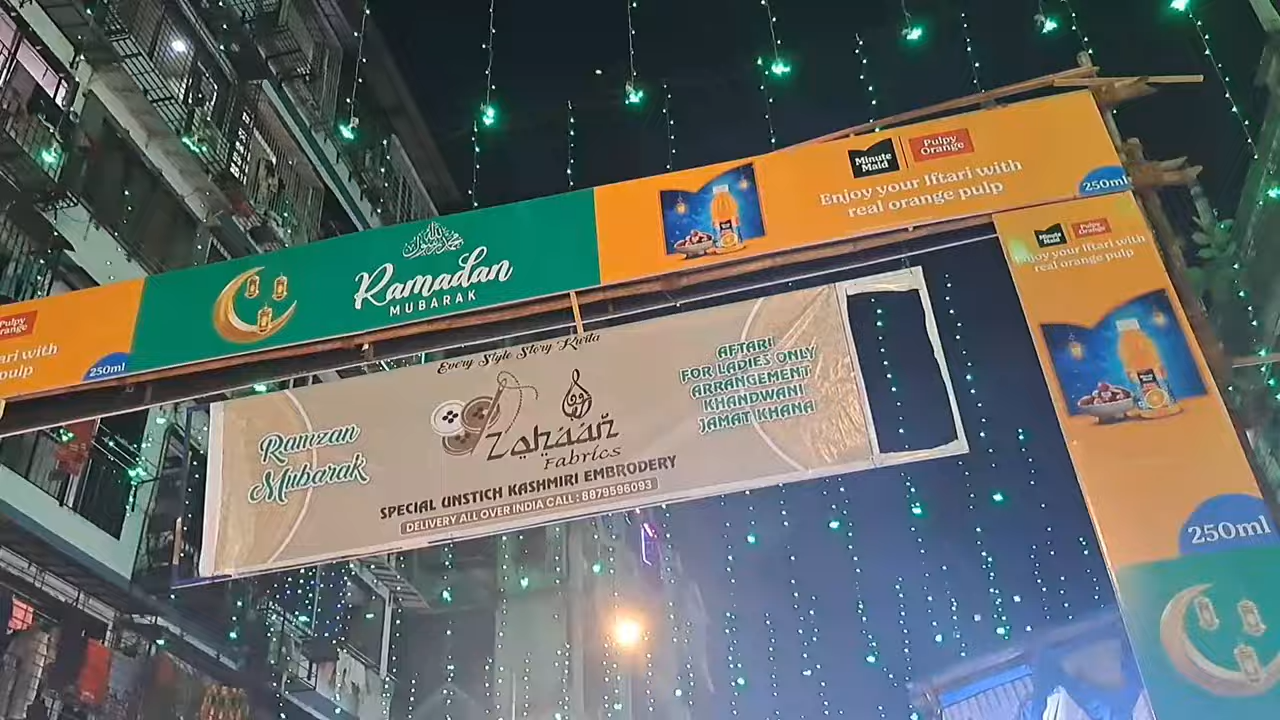 Pulpy
Orange
ari with
pulp
250ml
Ramadan
MUBARAK
Minute
Maid
Pulpy
Orange
Enjoy your Iftari with
real orange pulp
250ml
Minute
Maid
Pulpy
Orange
Enjoy your Iftari with
real orange pulp
250ml
Every Style Story Kwita
Ramzan
Mubarak
Zohaan
Fabrics
SPECIAL UNSTICH KASHMIRI EMBRODERY
DELIVERY ALL OVER INDIA CALL : 8879596093
AFTARI
FOR LADIES ONLY
ARRANGEMENT
KHANDWANI
JAMAT KHANA